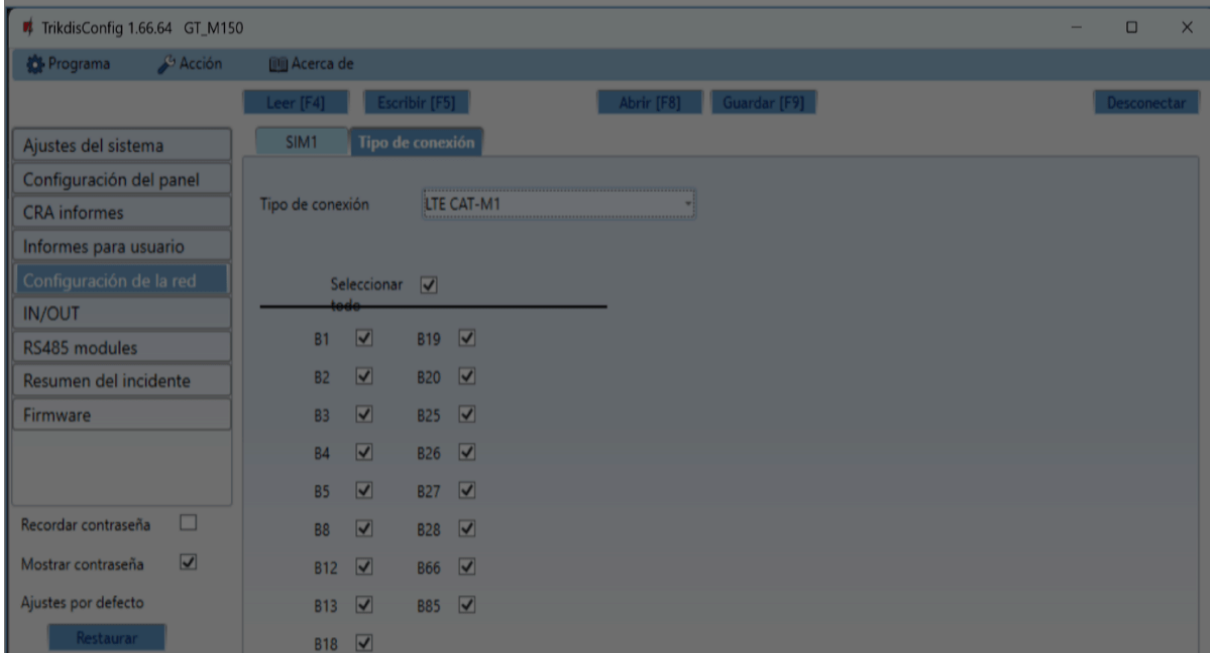 TrikdisConfig 1.66.64 GT_M150
Programa Acción Acerca de
Leer [F4] Escribir [F5] Abrir [F8] Guardar [F9] Desconectar
Ajustes del sistema
Configuración del panel
CRA informes
Informes para usuario
Configuración de la red
IN/OUT
RS485 modules
Resumen del incidente
Firmware
Recordar contraseña
Mostrar contraseña
Ajustes por defecto
Restaurar
SIM1 Tipo de conexión
Tipo de conexión LTE CAT-M1
Seleccionar
todo
B1 B19
B2 B20
B3 B25
B4 B26
B5 B27
B8 B28
B12 B66
B13 B85
B18